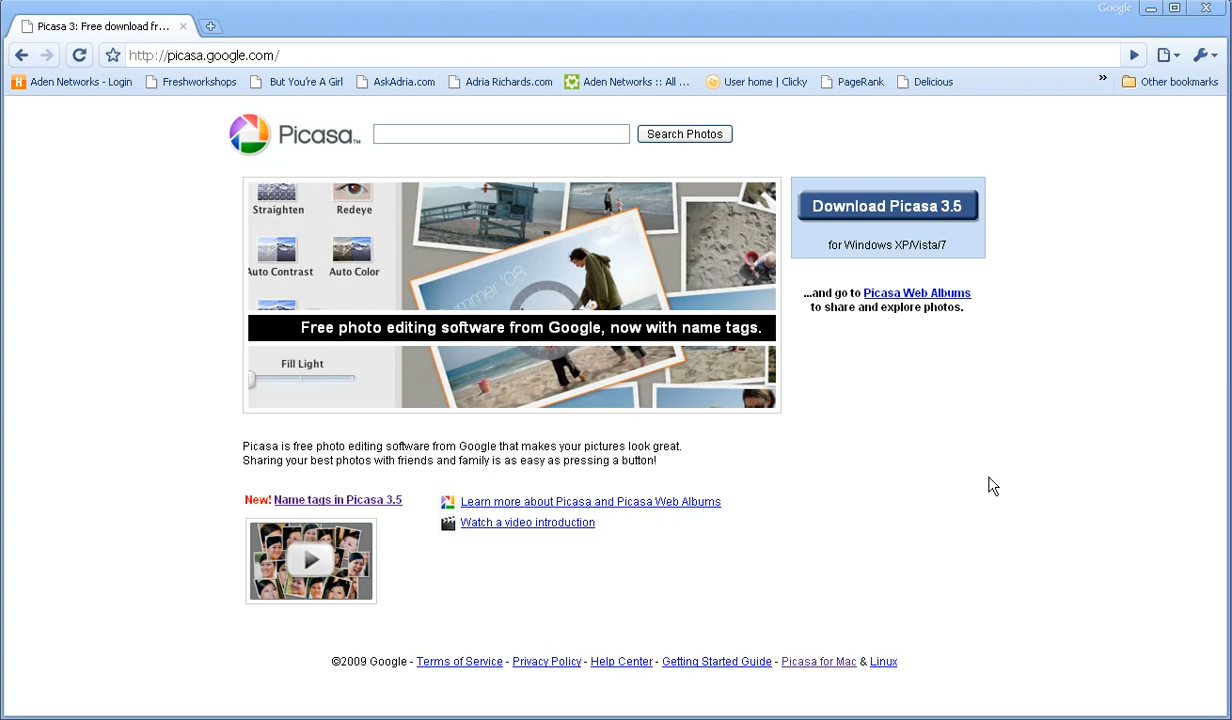 Google
Picasa 3: Free download fr...
http://picasa.google.com/
Aden Networks - Login
Freshworkshops
But You're A Girl
AskAdria.com
Adria Richards.com
Aden Networks :: All ...
User home | Clicky
PageRank
Delicious
»
Other bookmarks
Picasa™
Search Photos
Straighten
Redeye
Auto Contrast
Auto Color
summer '08
Free photo editing software from Google, now with name tags.
Fill Light
Download Picasa 3.5
for Windows XP/Vista/7
...and go to Picasa Web Albums
to share and explore photos.
Picasa is free photo editing software from Google that makes your pictures look great.
Sharing your best photos with friends and family is as easy as pressing a button!
New! Name tags in Picasa 3.5
Learn more about Picasa and Picasa Web Albums
Watch a video introduction
©2009 Google - Terms of Service - Privacy Policy - Help Center - Getting Started Guide - Picasa for Mac & Linux